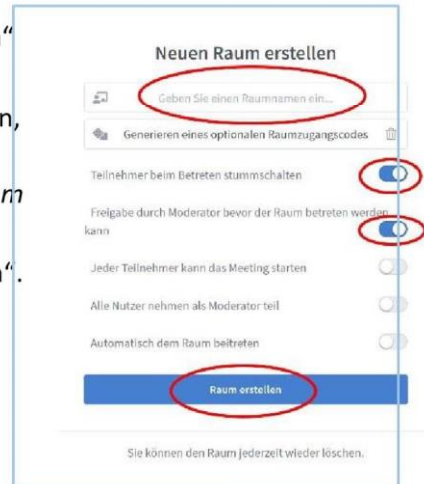 n“
Neuen Raum erstellen
Geben Sie einen Raumnamen ein...
n,
Generieren eines optionalen Raumzugangscodes
Teilnehmer beim Betreten stummschalten
m
Freigabe durch Moderator bevor der Raum betreten werden
kann
Jeder Teilnehmer kann das Meeting starten
n“.
Alle Nutzer nehmen als Moderator teil
Automatisch dem Raum beitreten
Raum erstellen
Sie können den Raum jederzeit wieder löschen.